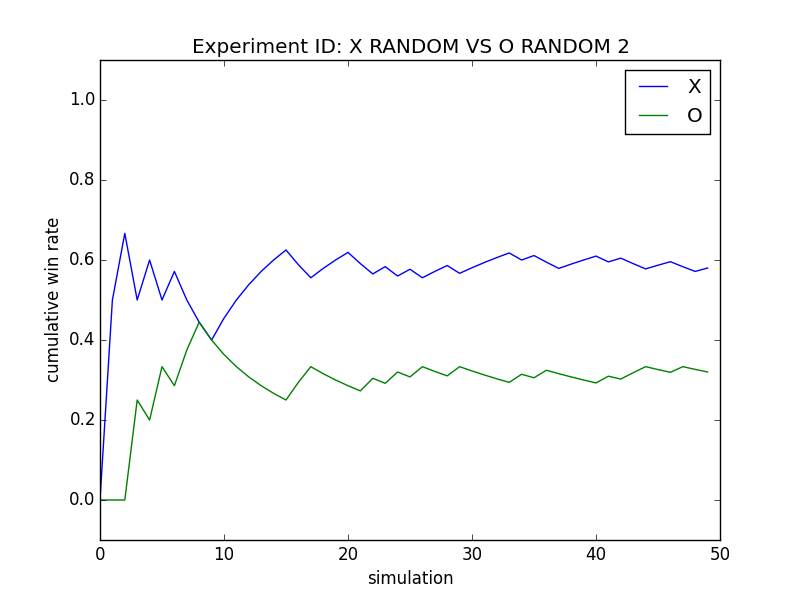 Experiment ID: X RANDOM VS O RANDOM 2
X
O
1.0
0.8
0.6
0.4
0.2
0.0
cumulative win rate
0 10 20 30 40 50
simulation